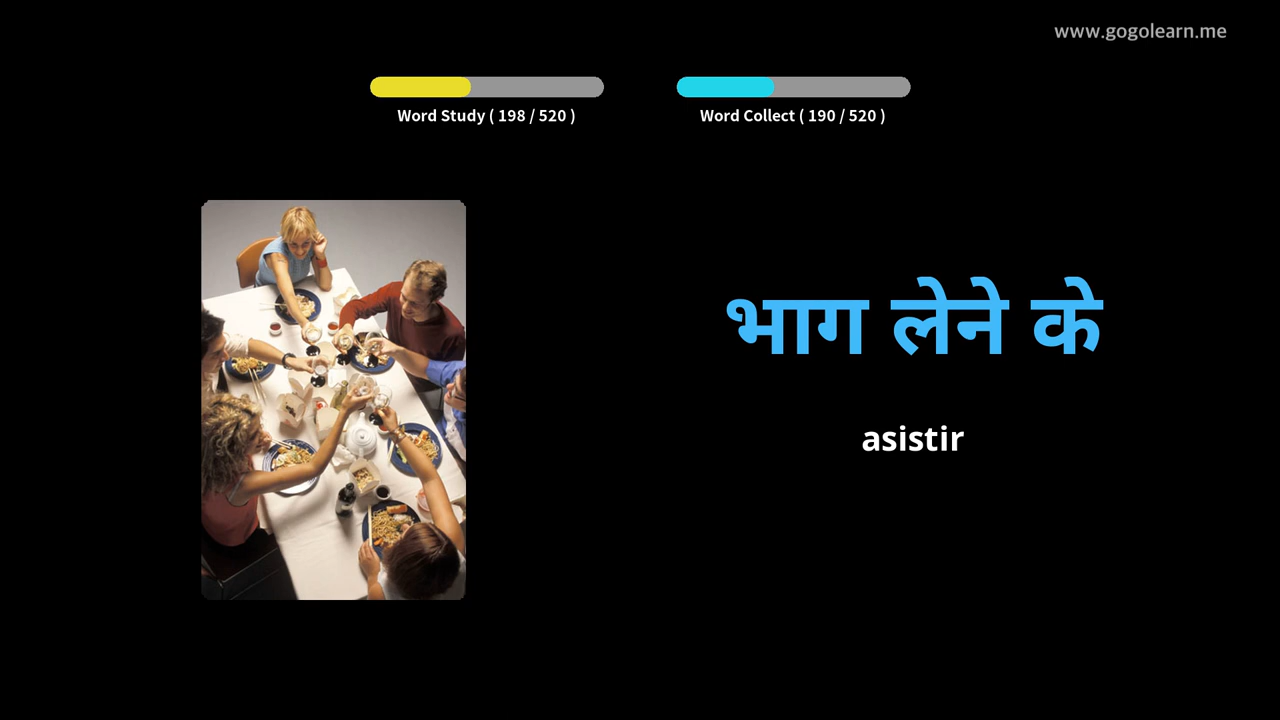 www.gogolearn.me
Word Study ( 198 / 520 )
Word Collect ( 190 / 520 )
भाग लेने के
asistir